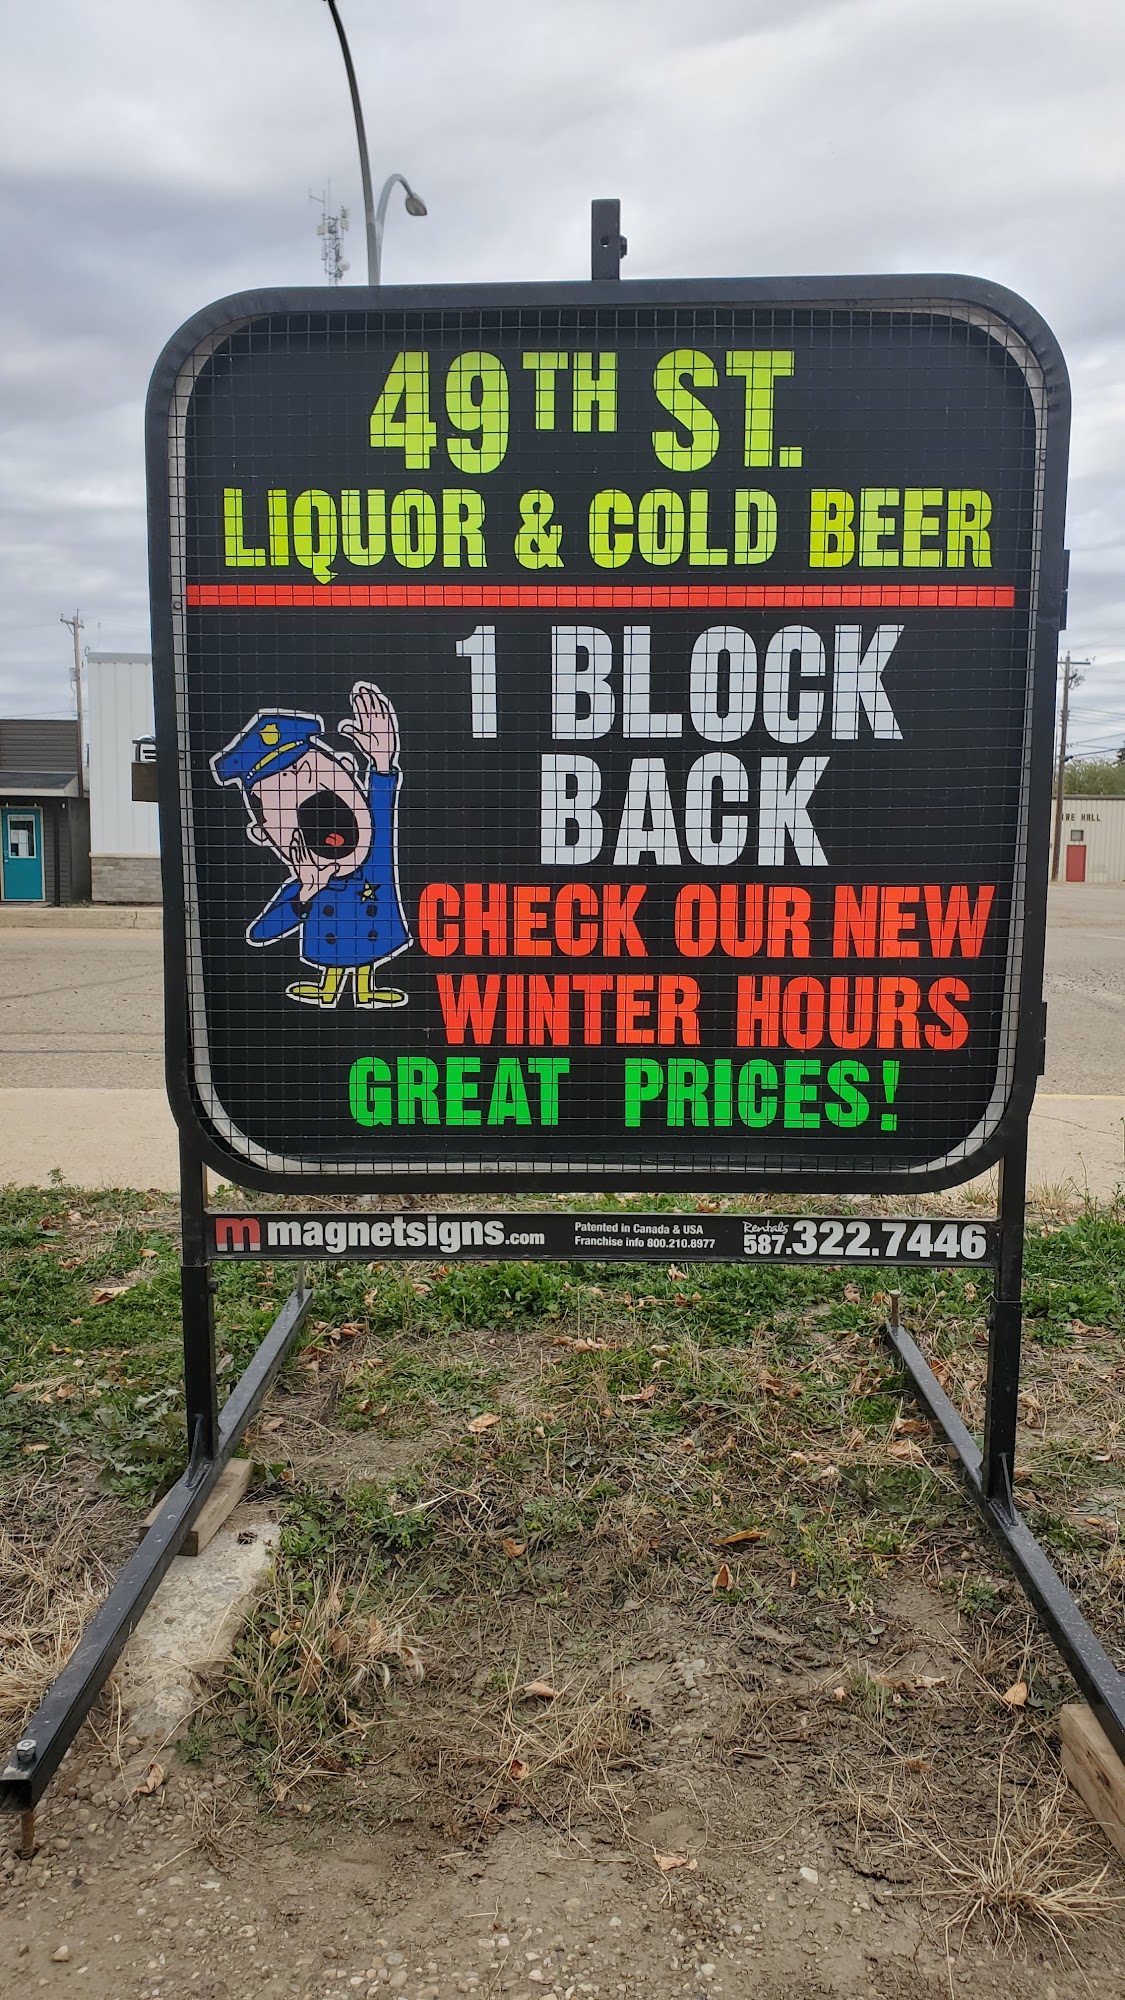 49TH ST.
LIQUOR & COLD BEER
1 BLOCK
BACK
CHECK OUR NEW
WINTER HOURS
GREAT PRICES!
m magnetsigns.com
Patented in Canada & USA
Franchise info 800.210.8977
Rentals
587.322.7446
HALL